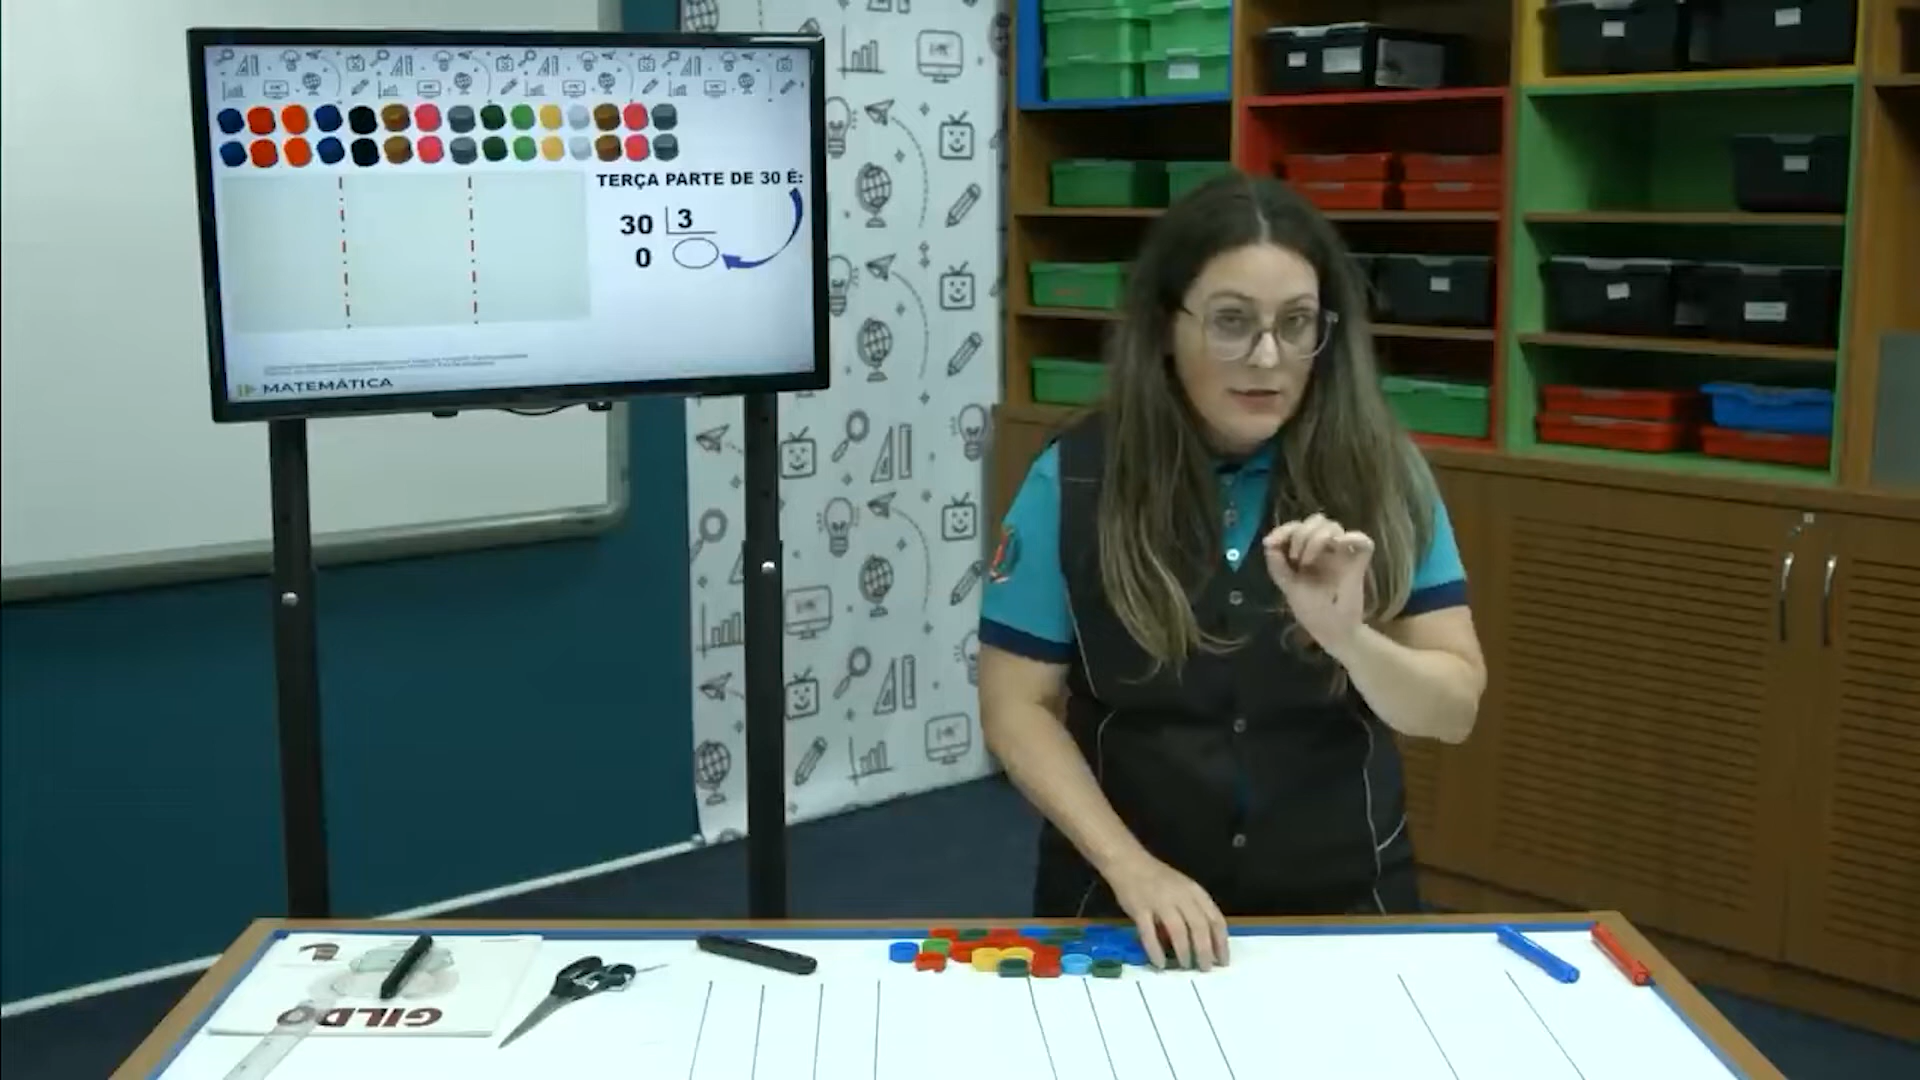 TERÇA PARTE DE 30 É:
30 3
0
MATEMÁTICA
GILDO